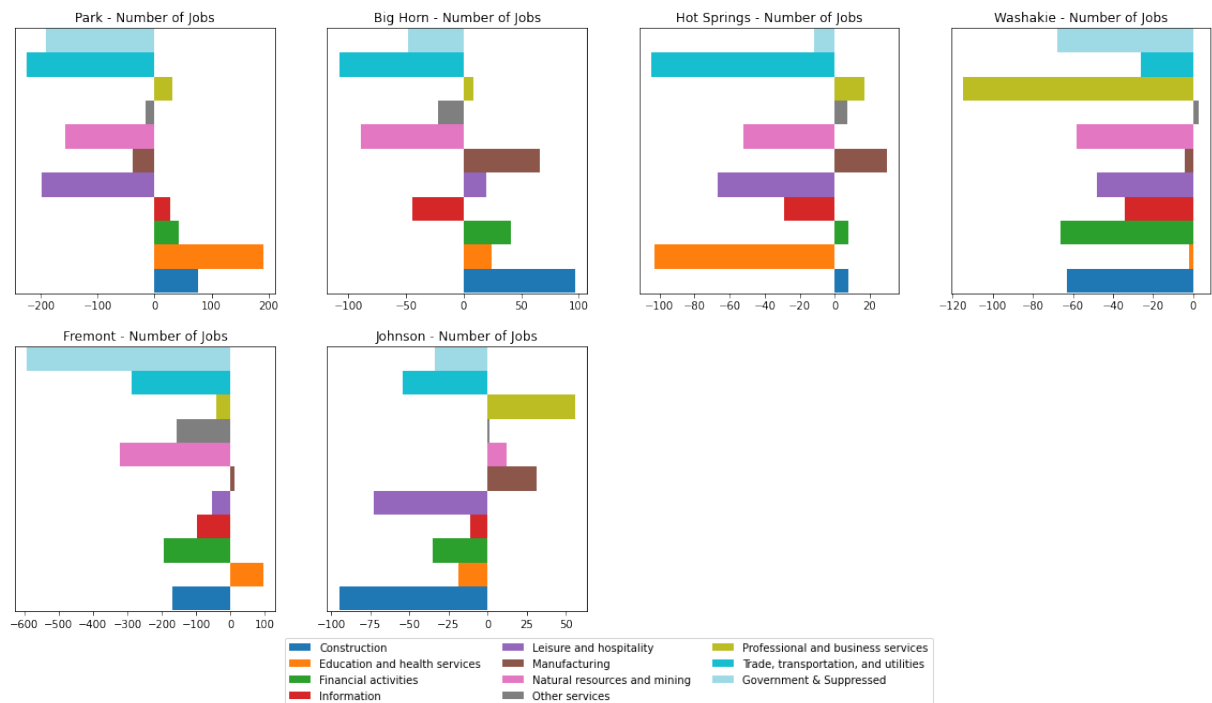 Park - Number of Jobs
Big Horn - Number of Jobs
Hot Springs - Number of Jobs
Washakie - Number of Jobs
−200 −100 0 100 200
−100 −50 0 50 100
−100 −80 −60 −40 −20 0 20
−120 −100 −80 −60 −40 −20 0
Fremont - Number of Jobs
Johnson - Number of Jobs
−600 −500 −400 −300 −200 −100 0 100
−100 −75 −50 −25 0 25 50
Construction
Education and health services
Financial activities
Information
Leisure and hospitality
Manufacturing
Natural resources and mining
Other services
Professional and business services
Trade, transportation, and utilities
Government & Suppressed